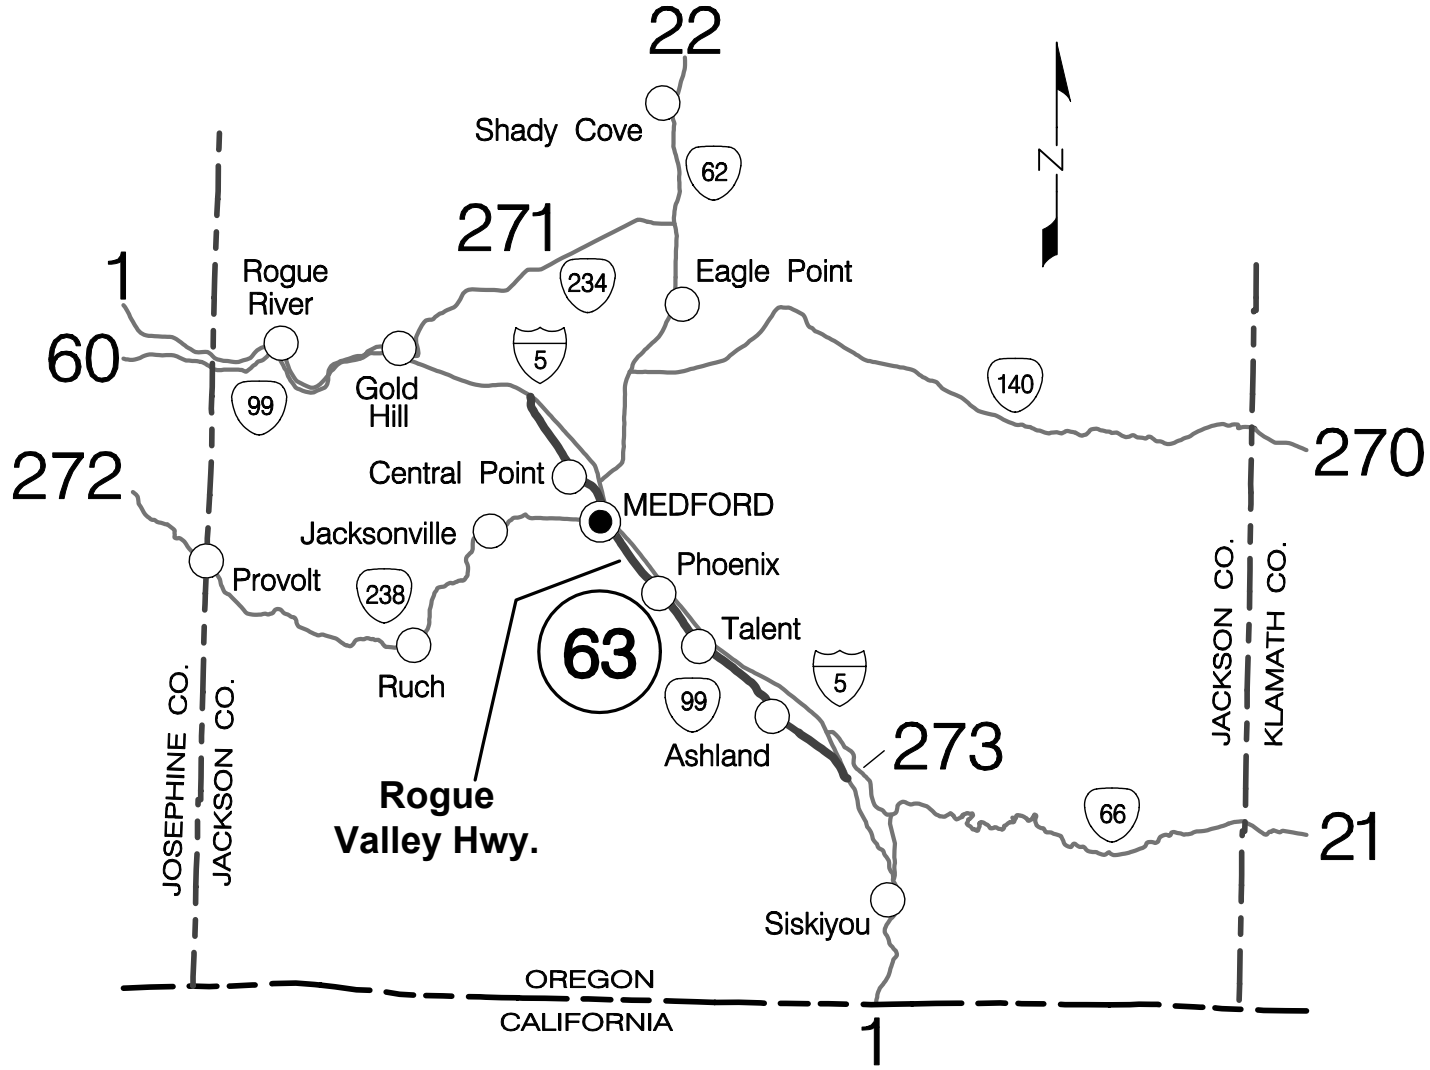 22
Shady Cove
62
N
271
1
Rogue
River
234
Eagle Point
60
5
99
Gold
Hill
140
270
272
Central Point
MEDFORD
Jacksonville
Phoenix
Provolt
238
Talent
63
Ruch
99
5
Ashland
273
JACKSON CO.
KLAMATH CO.
JOSEPHINE CO.
JACKSON CO.
Rogue
Valley Hwy.
66
21
Siskiyou
OREGON
CALIFORNIA
1